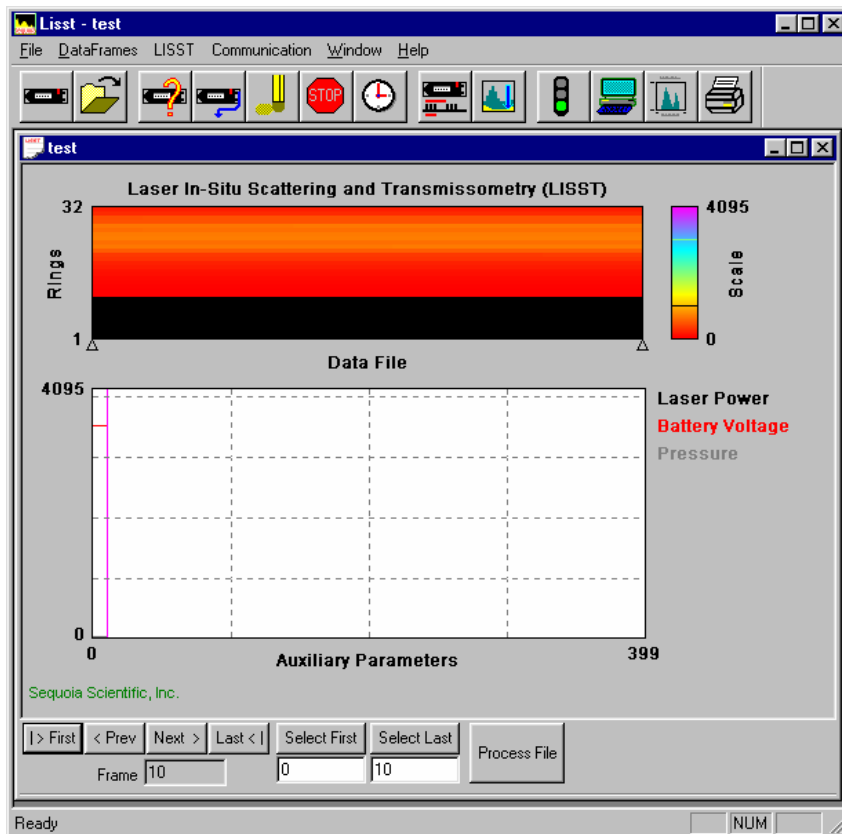 Lisst - test
File DataFrames LISST Communication Window Help
STOP
test
Laser In-Situ Scattering and Transmissometry (LISST)
32
Rings
1
Data File
4095
Scale
0
4095
0
0
Auxiliary Parameters
399
Laser Power
Battery Voltage
Pressure
Sequoia Scientific, Inc.
|> First < Prev Next > Last <| Select First Select Last Process File
Frame 10 0 10
Ready NUM